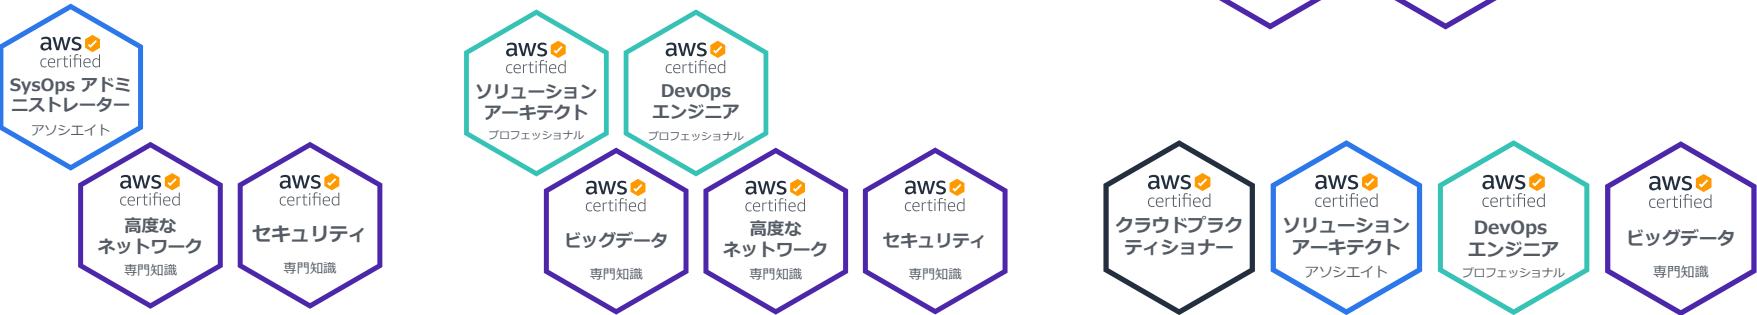 aws
certified
SysOps アドミ
ニストレーター
アソシエイト
aws
certified
高度な
ネットワーク
専門知識
aws
certified
セキュリティ
専門知識
aws
certified
ソリューション
アーキテクト
プロフェッショナル
aws
certified
DevOps
エンジニア
プロフェッショナル
aws
certified
ビッグデータ
専門知識
aws
certified
高度な
ネットワーク
専門知識
aws
certified
セキュリティ
専門知識
aws
certified
クラウドプラク
ティショナー
aws
certified
ソリューション
アーキテクト
アソシエイト
aws
certified
DevOps
エンジニア
プロフェッショナル
aws
certified
ビッグデータ
専門知識